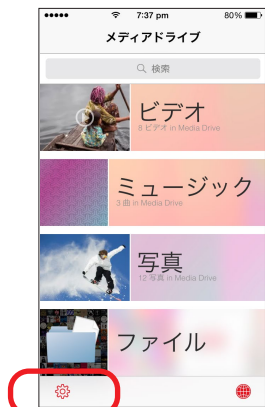 7:37 pm 80%
メディアドライブ
検索
ビデオ
8 ビデオ in Media Drive
ミュージック
3 曲 in Media Drive
写真
12 写真 in Media Drive
ファイル